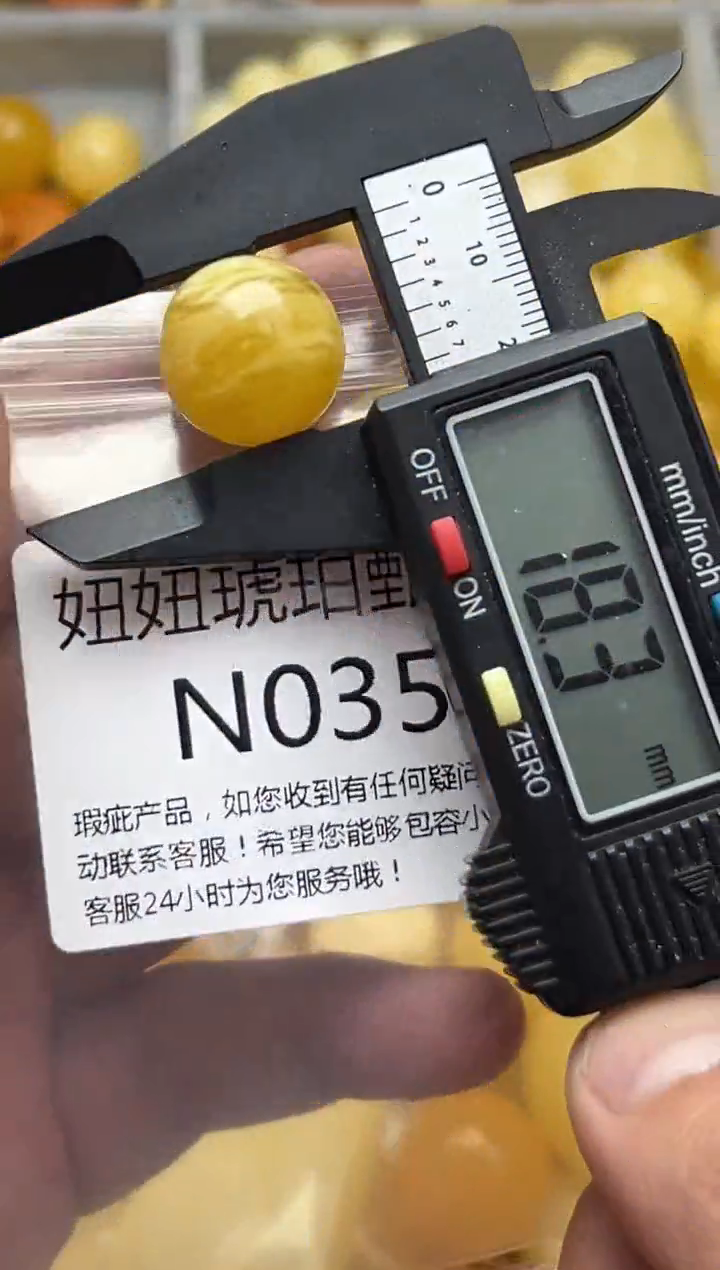 0
1
2
3
4
5
6
7
10
2
OFF
ON
ZERO
mm/inch
18.3
mm
妞妞琥珀甄
N035
瑕疵产品，如您收到有任何疑问
动联系客服！希望您能够包容小
客服24小时为您服务哦！